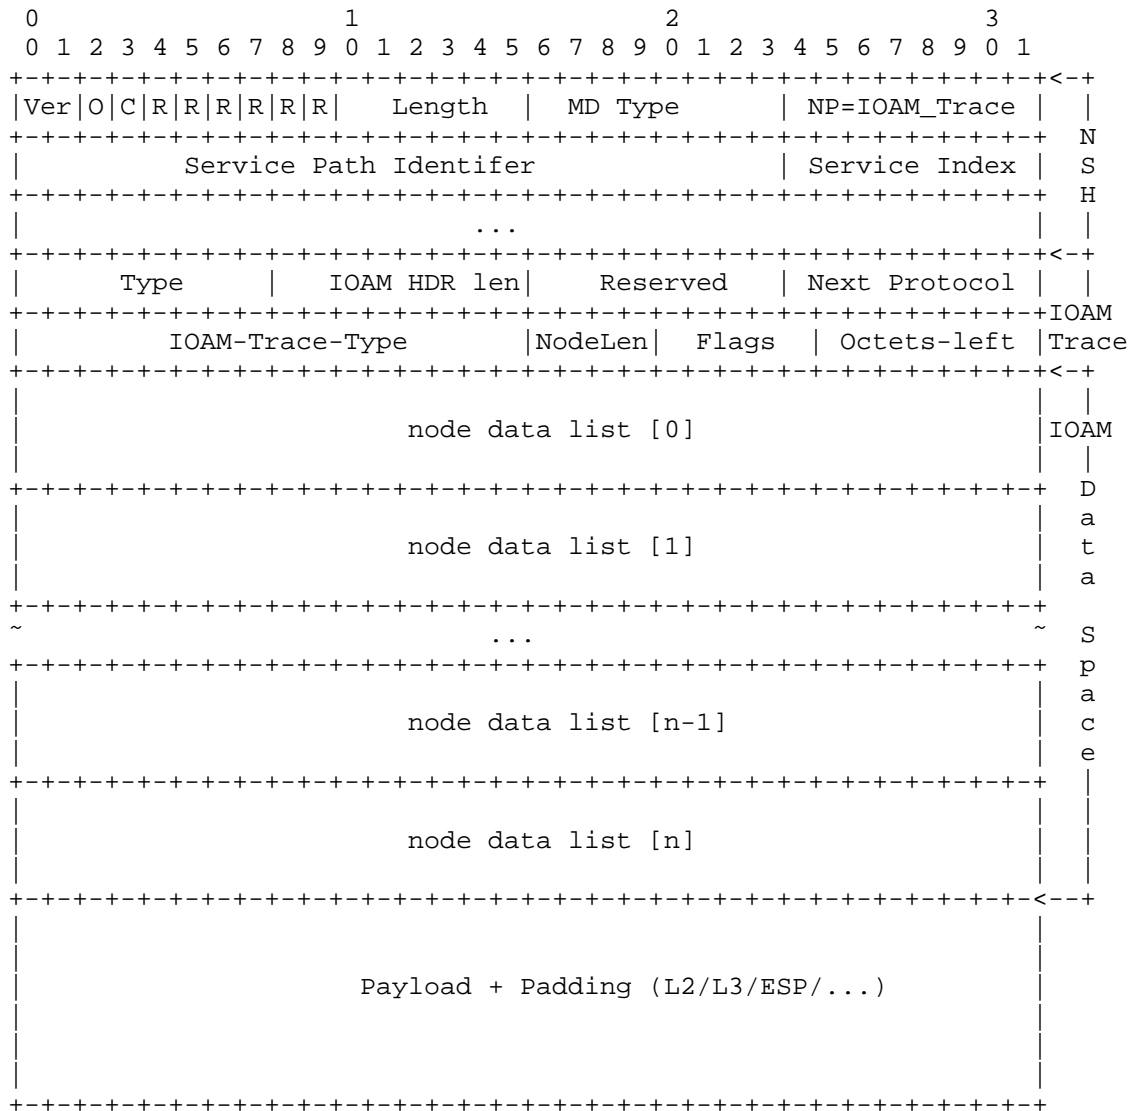 0                   1                   2                   3
 0 1 2 3 4 5 6 7 8 9 0 1 2 3 4 5 6 7 8 9 0 1 2 3 4 5 6 7 8 9 0 1
+-+-+-+-+-+-+-+-+-+-+-+-+-+-+-+-+-+-+-+-+-+-+-+-+-+-+-+-+-+-+-+-+<-+
|Ver|O|C|R|R|R|R|R|R|   Length  |  MD Type      | NP=IOAM_Trace |  |
+-+-+-+-+-+-+-+-+-+-+-+-+-+-+-+-+-+-+-+-+-+-+-+-+-+-+-+-+-+-+-+-+  N
|          Service Path Identifer               | Service Index |  S
+-+-+-+-+-+-+-+-+-+-+-+-+-+-+-+-+-+-+-+-+-+-+-+-+-+-+-+-+-+-+-+-+  H
|                            ...                                |  |
+-+-+-+-+-+-+-+-+-+-+-+-+-+-+-+-+-+-+-+-+-+-+-+-+-+-+-+-+-+-+-+-+<-+
|      Type     |   IOAM HDR len|    Reserved   | Next Protocol |  |
+-+-+-+-+-+-+-+-+-+-+-+-+-+-+-+-+-+-+-+-+-+-+-+-+-+-+-+-+-+-+-+-+IOAM
|         IOAM-Trace-Type       |NodeLen|  Flags  | Octets-left |Trace
+-+-+-+-+-+-+-+-+-+-+-+-+-+-+-+-+-+-+-+-+-+-+-+-+-+-+-+-+-+-+-+-+<-+
|                                                               |  |
|                        node data list [0]                     |IOAM
|                                                               |  |
+-+-+-+-+-+-+-+-+-+-+-+-+-+-+-+-+-+-+-+-+-+-+-+-+-+-+-+-+-+-+-+-+  D
|                                                               |  a
|                        node data list [1]                     |  t
|                                                               |  a
+-+-+-+-+-+-+-+-+-+-+-+-+-+-+-+-+-+-+-+-+-+-+-+-+-+-+-+-+-+-+-+-+
~                             ...                               ~  S
+-+-+-+-+-+-+-+-+-+-+-+-+-+-+-+-+-+-+-+-+-+-+-+-+-+-+-+-+-+-+-+-+  p
|                                                               |  a
|                        node data list [n-1]                   |  c
|                                                               |  e
+-+-+-+-+-+-+-+-+-+-+-+-+-+-+-+-+-+-+-+-+-+-+-+-+-+-+-+-+-+-+-+-+  |
|                                                               |  |
|                        node data list [n]                     |  |
|                                                               |  |
+-+-+-+-+-+-+-+-+-+-+-+-+-+-+-+-+-+-+-+-+-+-+-+-+-+-+-+-+-+-+-+-<--+
|                                                               |
|                                                               |
|                     Payload + Padding (L2/L3/ESP/...)         |
|                                                               |
|                                                               |
|                                                               |
+-+-+-+-+-+-+-+-+-+-+-+-+-+-+-+-+-+-+-+-+-+-+-+-+-+-+-+-+-+-+-+-+